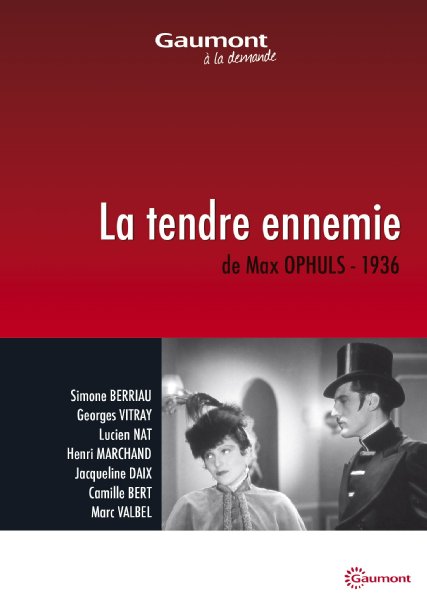 Gaumont
à la demande
La tendre ennemie
de Max OPHULS - 1936
Simone BERRIAU
Georges VITRAY
Lucien NAT
Henri MARCHAND
Jacqueline DAIX
Camille BERT
Marc VALBEL
Gaumont